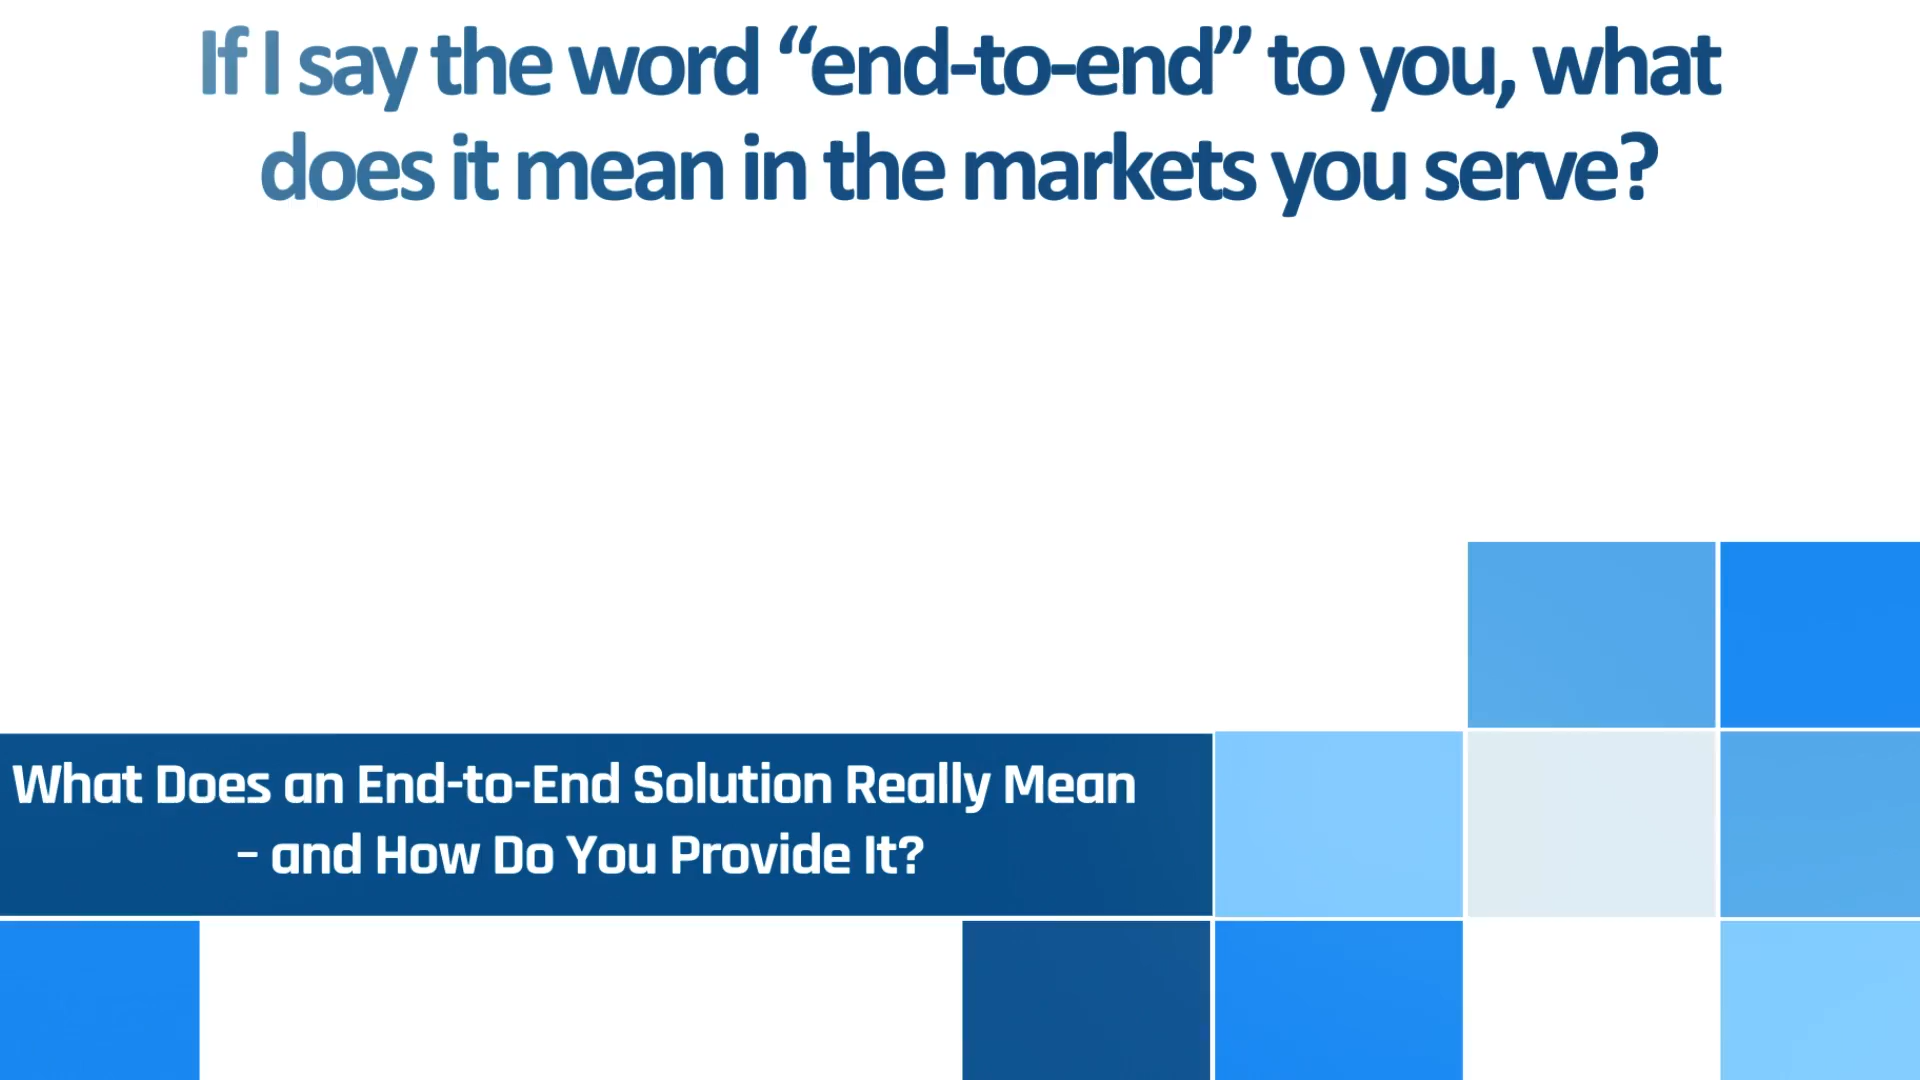 If I say the word “end-to-end” to you, what
does it mean in the markets you serve?
What Does an End-to-End Solution Really Mean
– and How Do You Provide It?